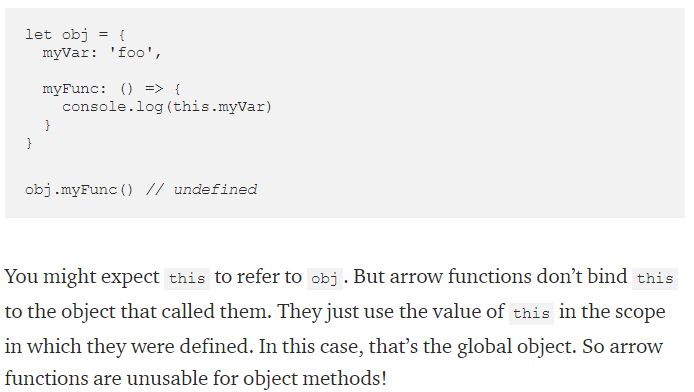 let obj = {
  myVar: 'foo',
  myFunc: () => {
    console.log(this.myVar)
  }
}
obj.myFunc() // undefined
You might expect this to refer to obj. But arrow functions don’t bind this
to the object that called them. They just use the value of this in the scope
in which they were defined. In this case, that’s the global object. So arrow
functions are unusable for object methods!